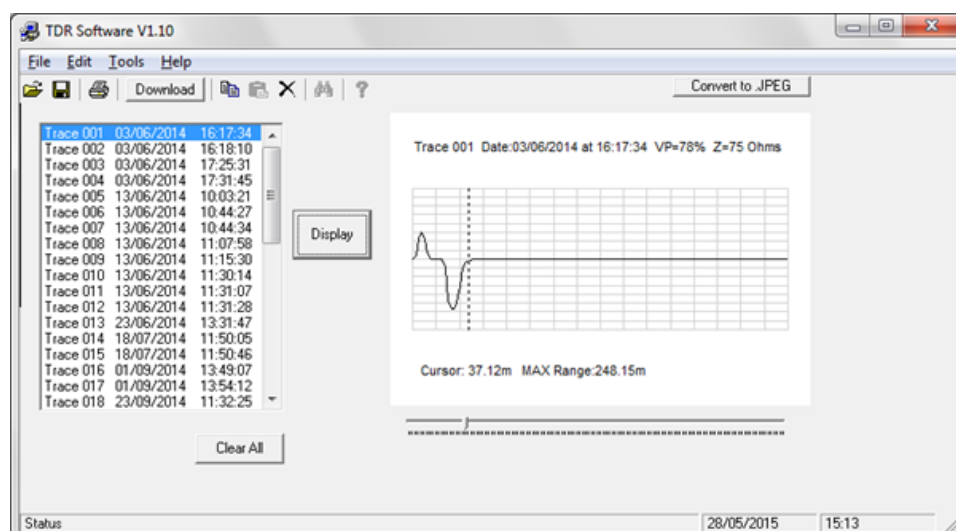 TDR Software V1.10
File Edit Tools Help
Download
Convert to .JPEG
Trace 001 03/06/2014 16:17:34
Trace 002 03/06/2014 16:18:10
Trace 003 03/06/2014 17:25:31
Trace 004 03/06/2014 17:31:45
Trace 005 13/06/2014 10:03:21
Trace 006 13/06/2014 10:44:27
Trace 007 13/06/2014 10:44:34
Trace 008 13/06/2014 11:07:58
Trace 009 13/06/2014 11:15:30
Trace 010 13/06/2014 11:30:14
Trace 011 13/06/2014 11:31:07
Trace 012 13/06/2014 11:31:28
Trace 013 23/06/2014 13:31:47
Trace 014 18/07/2014 11:50:05
Trace 015 18/07/2014 11:50:46
Trace 016 01/09/2014 13:49:07
Trace 017 01/09/2014 13:54:12
Trace 018 23/09/2014 11:32:25
Display
Trace 001 Date:03/06/2014 at 16:17:34 VP=78% Z=75 Ohms
Cursor: 37.12m MAX Range:248.15m
Clear All
Status 28/05/2015 15:13